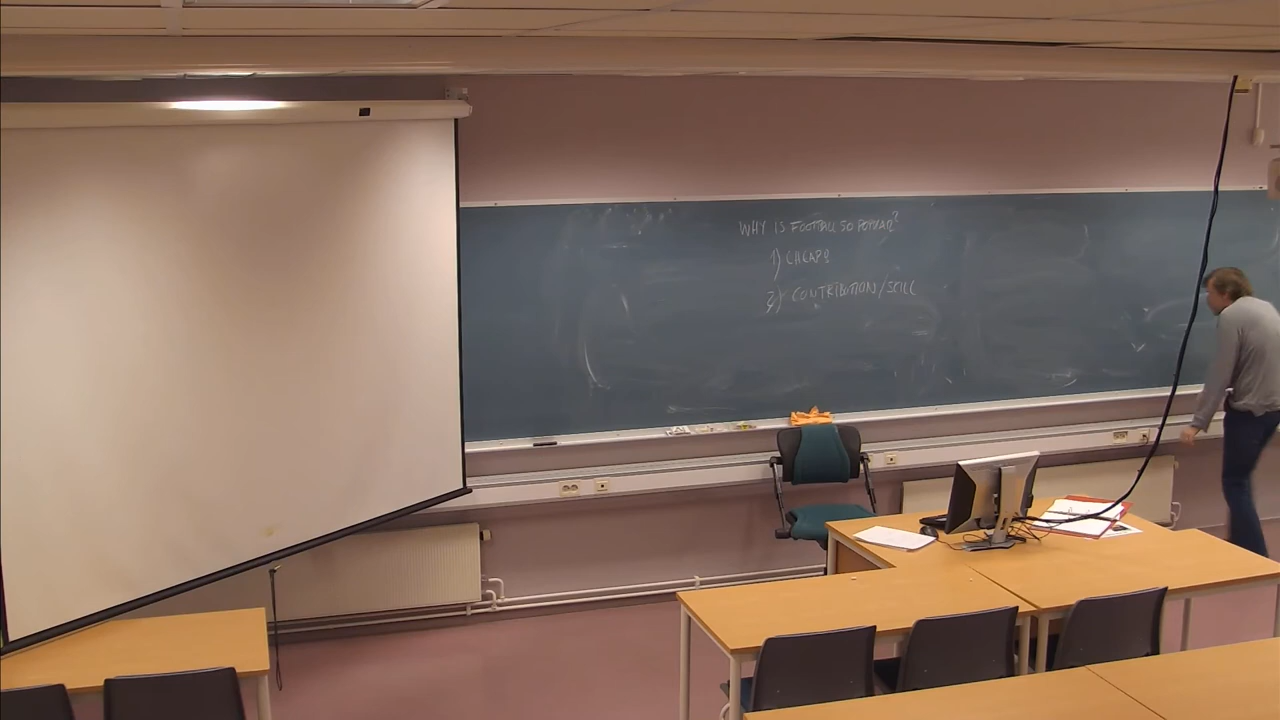 WHY IS FOOTBALL SO POPULAR?
1) CHEAP?
2) CONTRIBUTION/SKILL